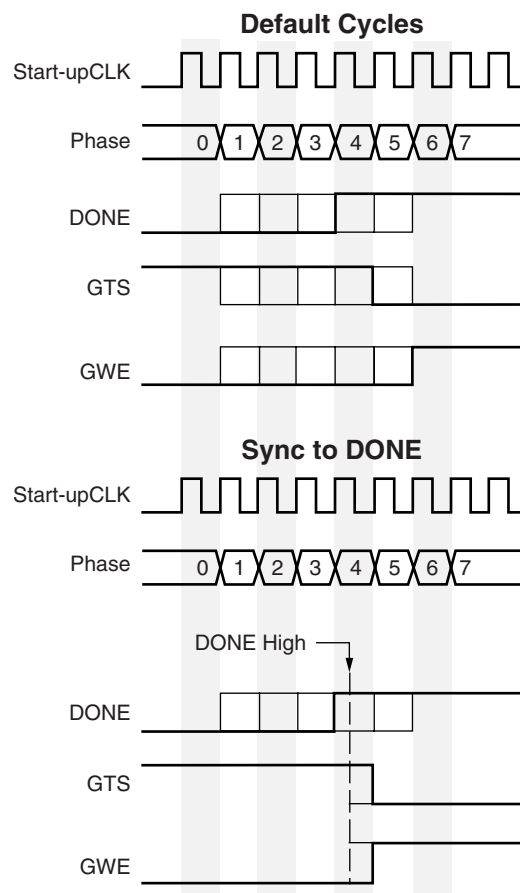 Default Cycles
Start-upCLK
Phase 0 1 2 3 4 5 6 7
DONE
GTS
GWE
Sync to DONE
Start-upCLK
Phase 0 1 2 3 4 5 6 7
DONE High
DONE
GTS
GWE